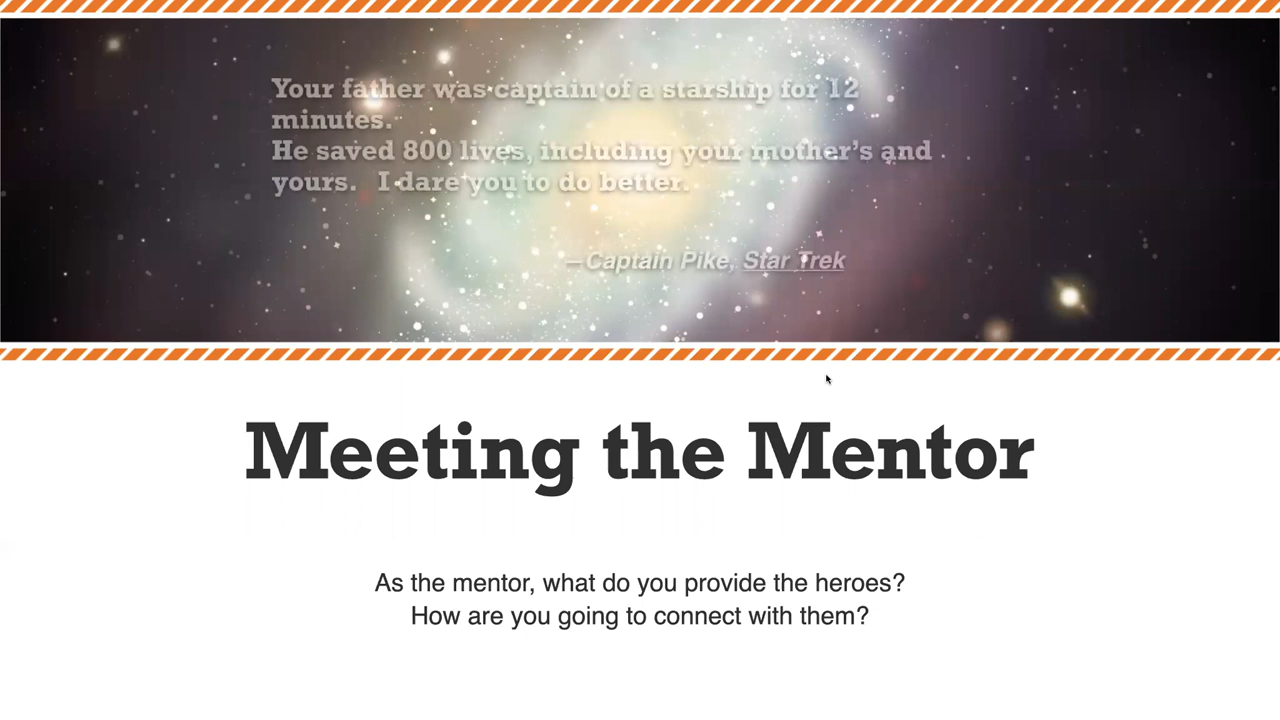 Your father was captain of a starship for 12
minutes.
He saved 800 lives, including your mother’s and
yours.   I dare you to do better.
–Captain Pike, Star Trek
Meeting the Mentor
As the mentor, what do you provide the heroes?
How are you going to connect with them?